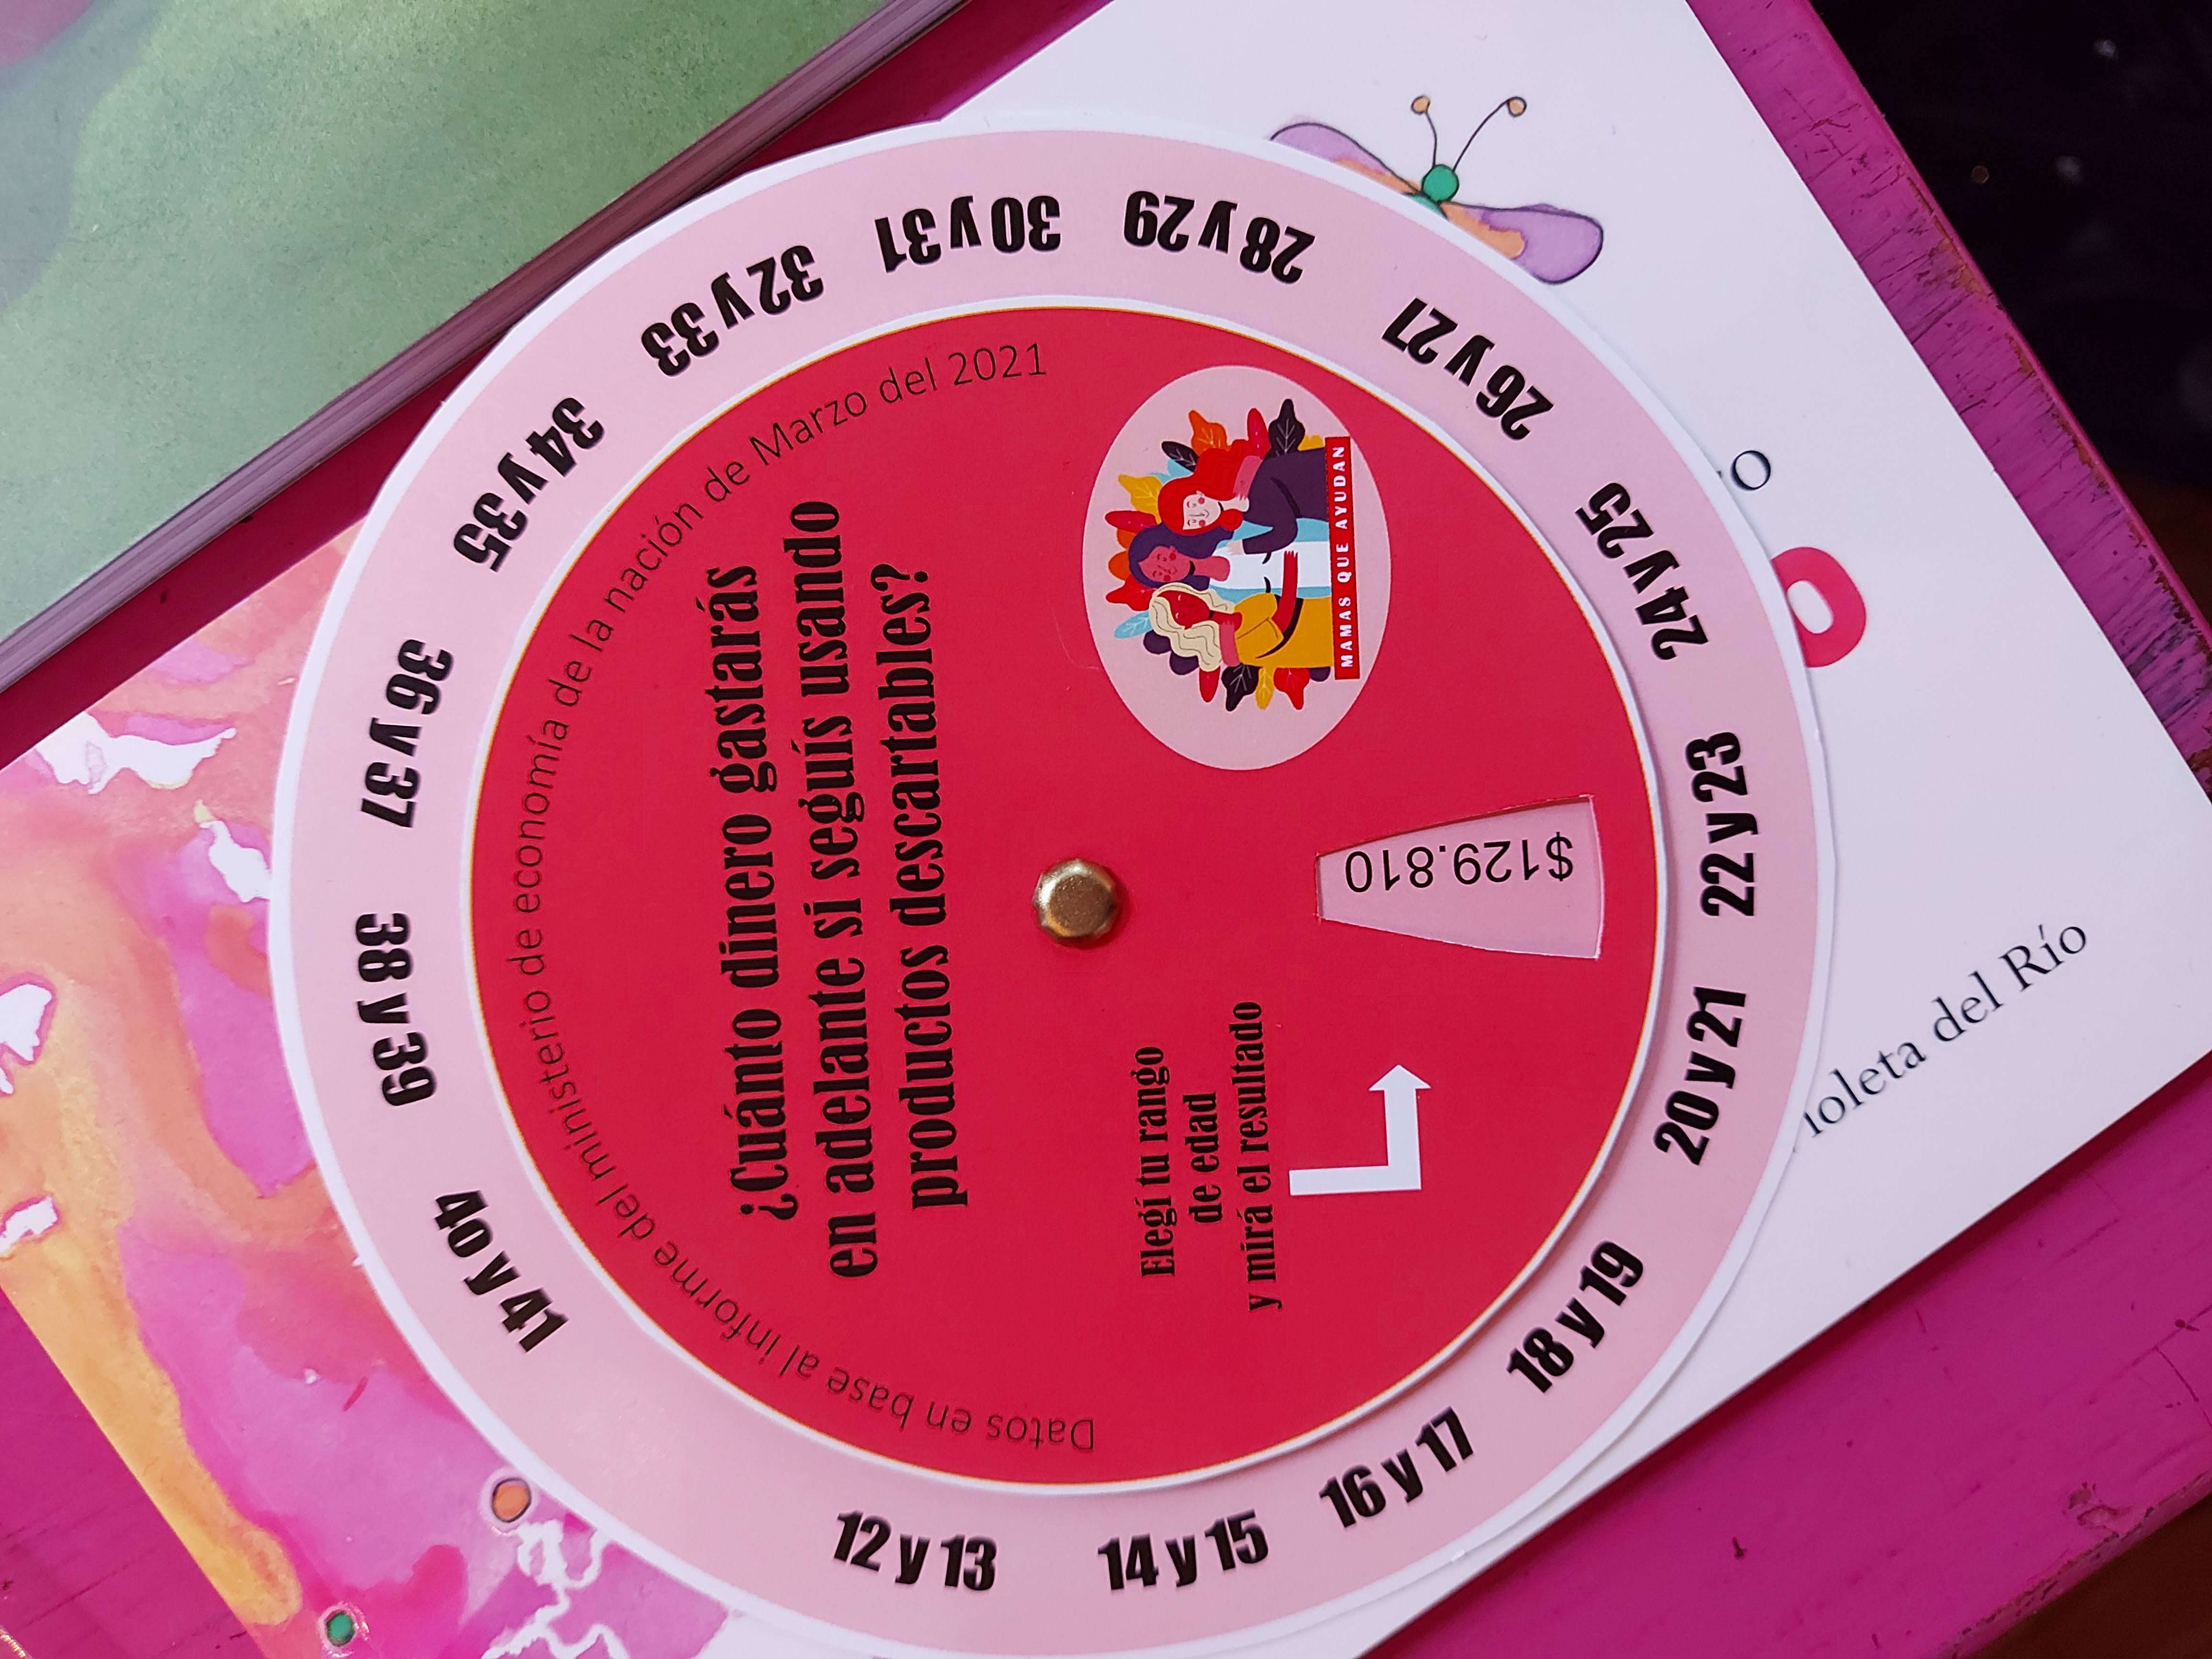 Datos en base al informe del ministerio de economía de la nación de Marzo del 2021
¿Cuánto dinero gastarás
en adelante si seguís usando
productos descartables?
Elegí tu rango
de edad
y mirá el resultado
$129.810
MAMAS QUE AYUDAN
12 y 13
14 y 15
16 y 17
18 y 19
20 y 21
22 y 23
24 y 25
26 y 27
28 y 29
30 y 31
32 y 33
34 y 35
36 y 37
38 y 39
40 y 41
del Río